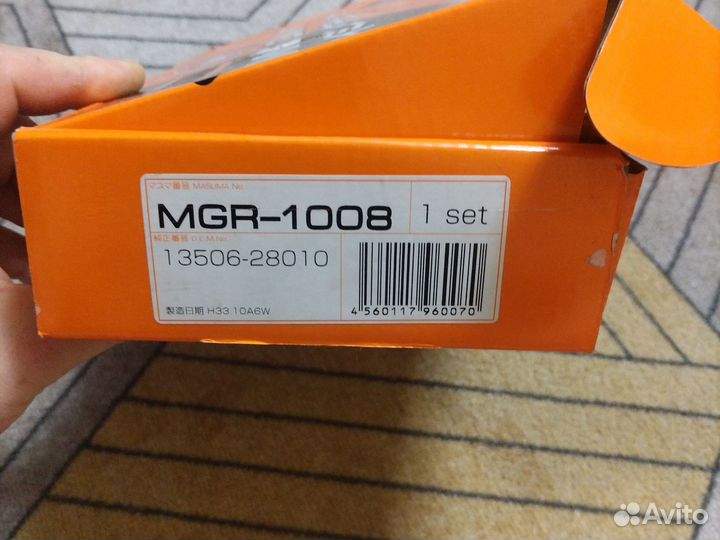 マスマ番号 MASUMA No.
MGR-1008
1 set
純正番号 O.E.M.No.
13506-28010
製造日期 H33 10A6W
4 560117 960070
Avito